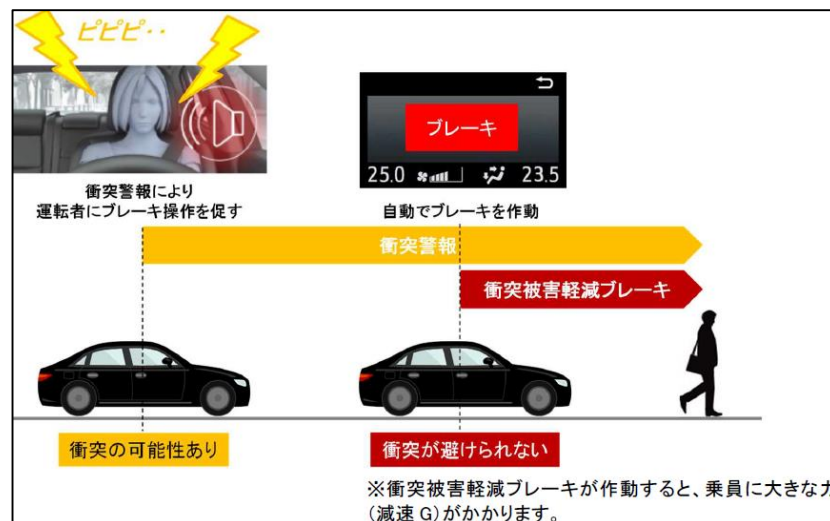 ピピピ・・
ブレーキ
25.0
23.5
衝突警報により
運転者にブレーキ操作を促す
自動でブレーキを作動
衝突警報
衝突被害軽減ブレーキ
衝突の可能性あり
衝突が避けられない
※衝突被害軽減ブレーキが作動すると、乗員に大きな力
(減速 G)がかかります。